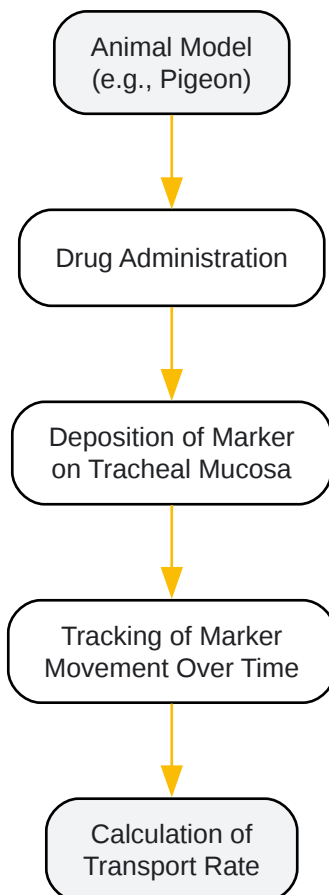 Animal Model
(e.g., Pigeon)
Drug Administration
Deposition of Marker
on Tracheal Mucosa
Tracking of Marker
Movement Over Time
Calculation of
Transport Rate